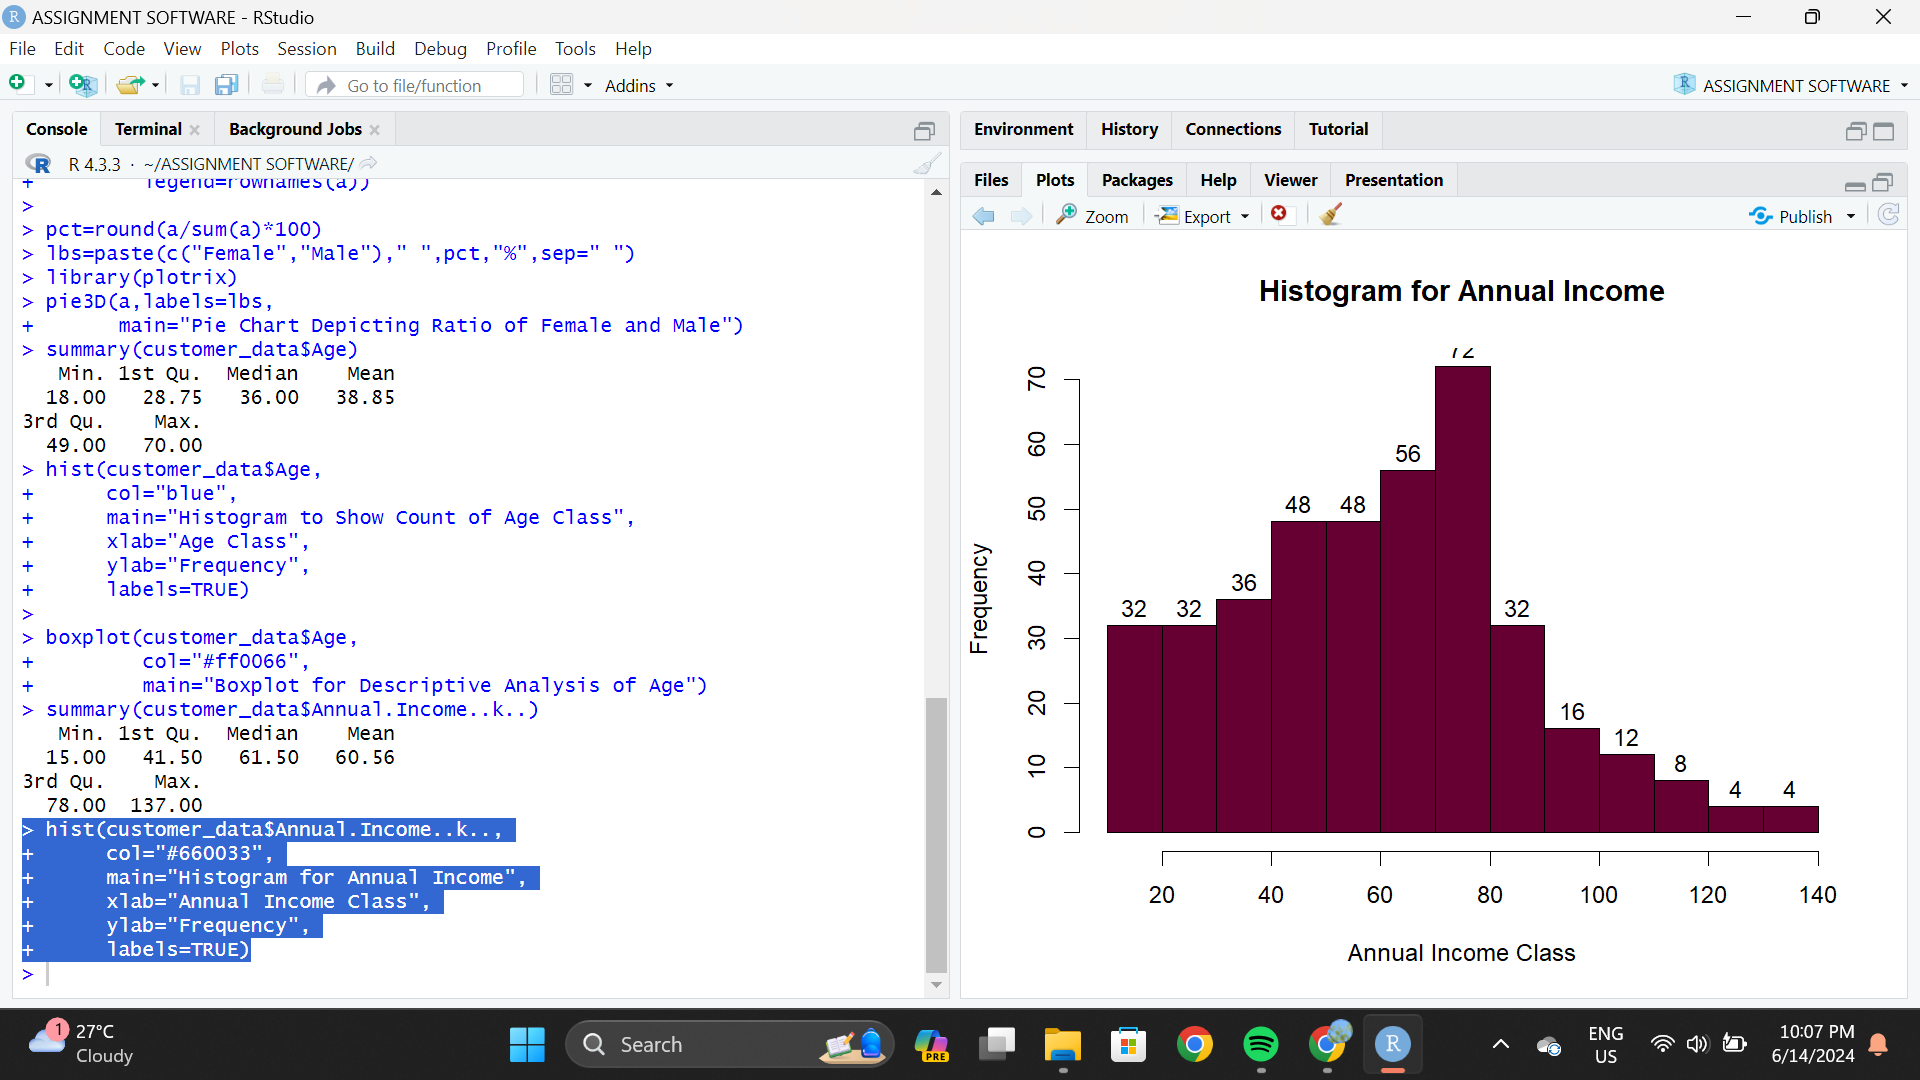 ASSIGNMENT SOFTWARE - RStudio
File Edit Code View Plots Session Build Debug Profile Tools Help
Go to file/function Addins ASSIGNMENT SOFTWARE
Console Terminal Background Jobs
R 4.3.3 · ~/ASSIGNMENT SOFTWARE/
+ legend=rownames(a))
>
> pct=round(a/sum(a)*100)
> lbs=paste(c("Female","Male")," ",pct,"%",sep=" ")
> library(plotrix)
> pie3D(a,labels=lbs,
+ main="Pie Chart Depicting Ratio of Female and Male")
> summary(customer_data$Age)
Min. 1st Qu. Median Mean
18.00 28.75 36.00 38.85
3rd Qu. Max.
49.00 70.00
> hist(customer_data$Age,
+ col="blue",
+ main="Histogram to Show Count of Age Class",
+ xlab="Age Class",
+ ylab="Frequency",
+ labels=TRUE)
>
> boxplot(customer_data$Age,
+ col="#ff0066",
+ main="Boxplot for Descriptive Analysis of Age")
> summary(customer_data$Annual.Income..k..)
Min. 1st Qu. Median Mean
15.00 41.50 61.50 60.56
3rd Qu. Max.
78.00 137.00
> hist(customer_data$Annual.Income..k..,
+ col="#660033",
+ main="Histogram for Annual Income",
+ xlab="Annual Income Class",
+ ylab="Frequency",
+ labels=TRUE)
>
Environment History Connections Tutorial
Files Plots Packages Help Viewer Presentation
Zoom Export Publish
Histogram for Annual Income
Frequency
0 10 20 30 40 50 60 70
32 32 36 48 48 56 72 32 16 12 8 4 4
20 40 60 80 100 120 140
Annual Income Class
1
27°C
Cloudy
Search
PRE
R
ENG
US
10:07 PM
6/14/2024